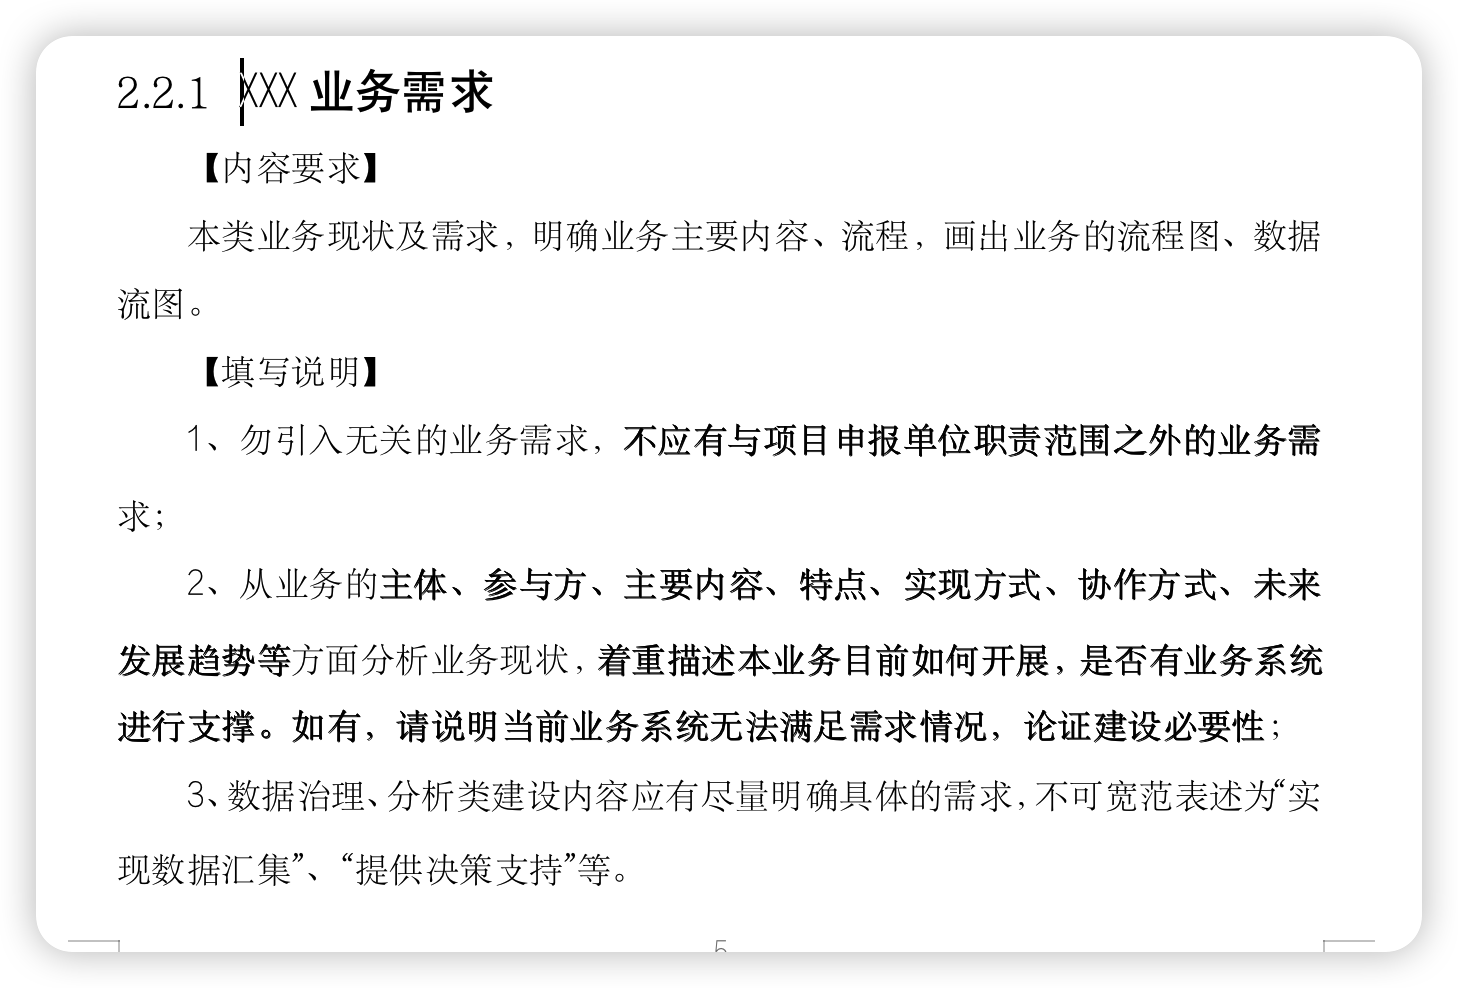 2.2.1 XXX 业务需求
【内容要求】
本类业务现状及需求，明确业务主要内容、流程，画出业务的流程图、数据
流图。
【填写说明】
1、勿引入无关的业务需求，不应有与项目申报单位职责范围之外的业务需
求；
2、从业务的主体、参与方、主要内容、特点、实现方式、协作方式、未来
发展趋势等方面分析业务现状，着重描述本业务目前如何开展，是否有业务系统
进行支撑。如有，请说明当前业务系统无法满足需求情况，论证建设必要性；
3、数据治理、分析类建设内容应有尽量明确具体的需求，不可宽范表述为“实
现数据汇集”、“提供决策支持”等。
5